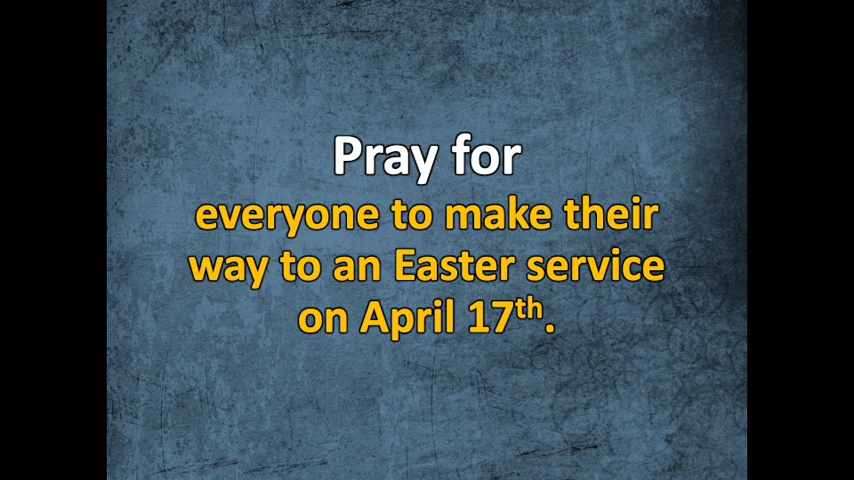 Pray for
everyone to make their
way to an Easter service
on April 17th.